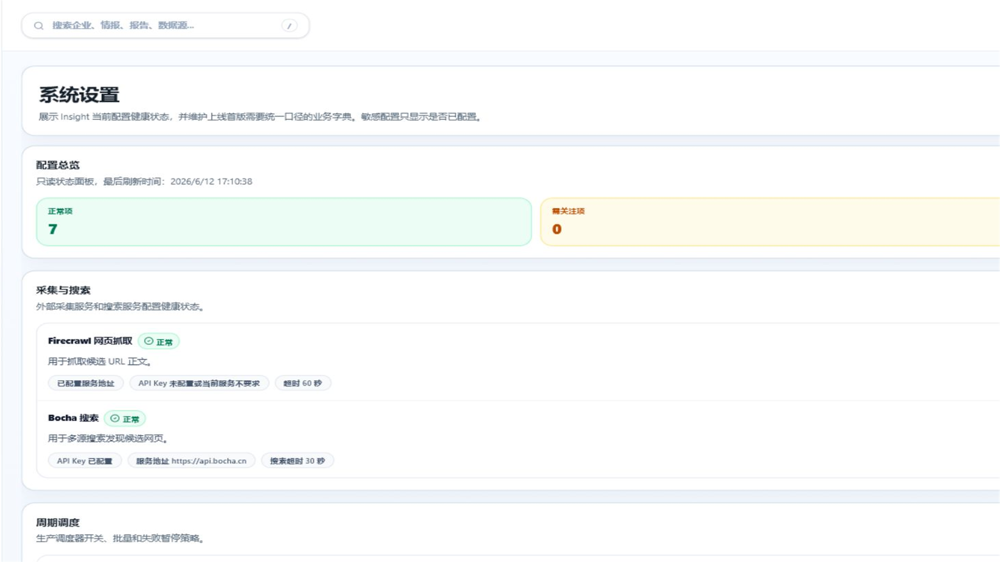 搜索企业、情报、报告、数据源... /
系统设置
展示 Insight 当前配置健康状态，并维护上线首版需要统一口径的业务字典。敏感配置只显示是否已配置。
配置总览
只读状态面板，最后刷新时间：2026/6/12 17:10:38
正常项
7
需关注项
0
采集与搜索
外部采集服务和搜索服务配置健康状态。
Firecrawl 网页抓取 正常
用于抓取候选 URL 正文。
已配置服务地址 API Key 未配置或当前服务不要求 超时 60 秒
Bocha 搜索 正常
用于多源搜索发现候选网页。
API Key 已配置 服务地址 https://api.bocha.cn 搜索超时 30 秒
周期调度
生产调度器开关、批量和失败暂停策略。